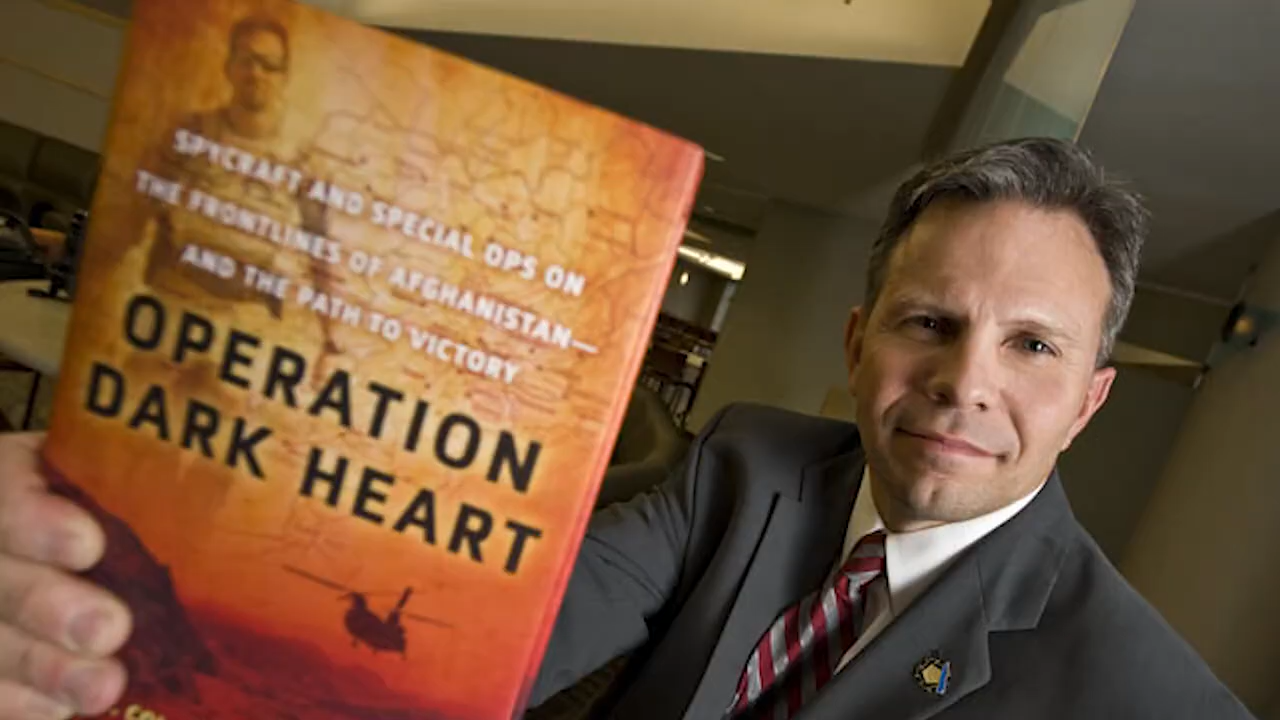 SPYCRAFT AND SPECIAL OPS ON
THE FRONTLINES OF AFGHANISTAN—
AND THE PATH TO VICTORY
OPERATION
DARK HEART